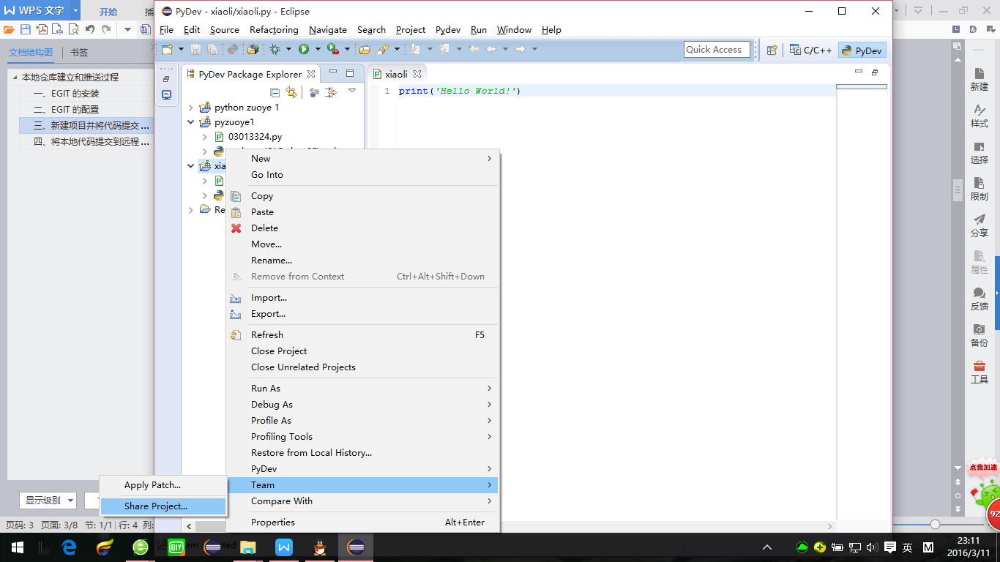 WPS 文字
开始
插
文档结构图
书签
本地仓库建立和推送过程
一、EGIT 的安装
二、EGIT 的配置
三、新建项目并将代码提交 ...
四、将本地代码提交到远程 ...
显示级别
页码: 3 页面: 3/8 节: 1/1 行: 4 列:
PyDev - xiaoli/xiaoli.py - Eclipse
File Edit Source Refactoring Navigate Search Project Pydev Run Window Help
Quick Access
C/C++
PyDev
PyDev Package Explorer
python zuoye 1
pyzuoye1
03013324.py
xia
Re
xiaoli
1 print('Hello World!')
New
Go Into
Copy
Paste
Delete
Move...
Rename...
Remove from Context Ctrl+Alt+Shift+Down
Import...
Export...
Refresh F5
Close Project
Close Unrelated Projects
Run As
Debug As
Profile As
Profiling Tools
Restore from Local History...
PyDev
Team
Compare With
Properties Alt+Enter
Apply Patch...
Share Project...
新建
样式
选择
限制
分享
属性
反馈
备份
工具
点我加速
92
DIY
英
M
23:11
2016/3/11